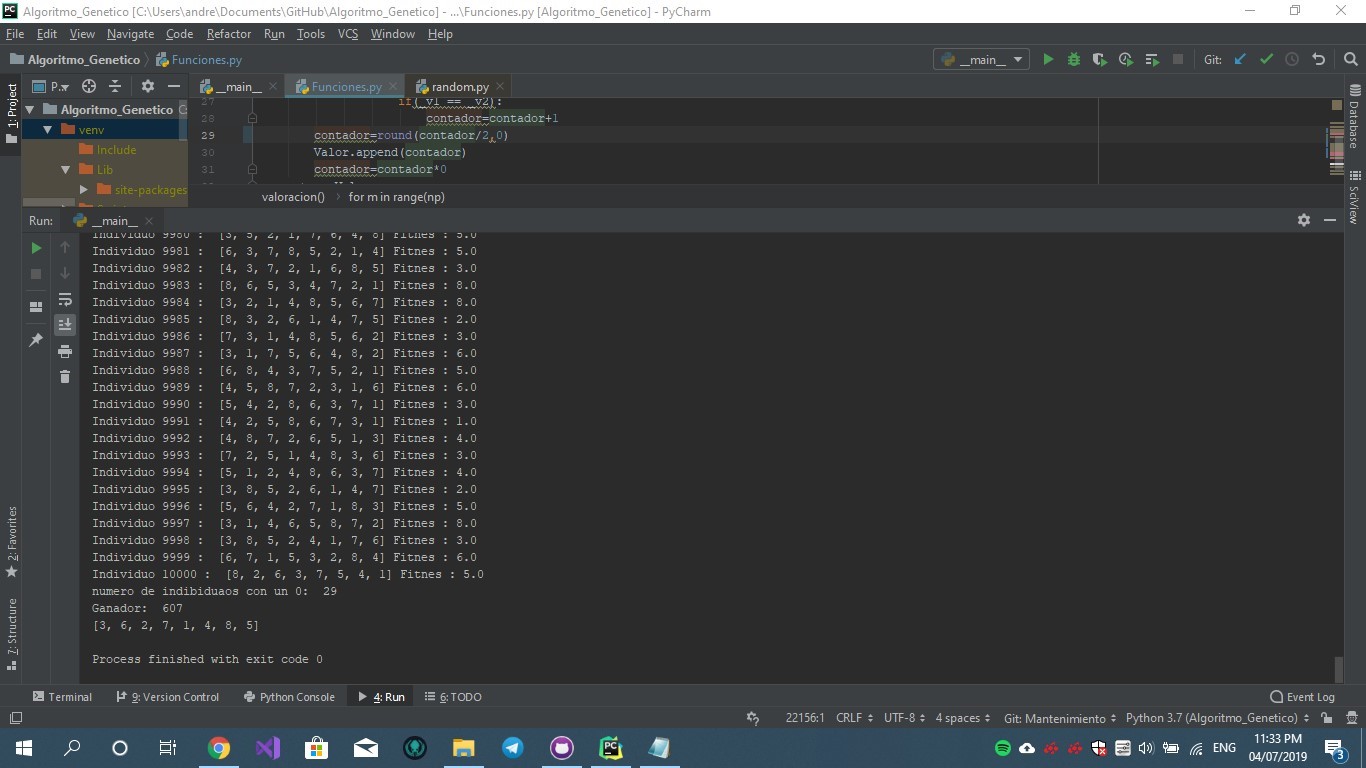 Algoritmo_Genetico [C:\Users\andre\Documents\GitHub\Algoritmo_Genetico] - ...\Funciones.py [Algoritmo_Genetico] - PyCharm
File Edit View Navigate Code Refactor Run Tools VCS Window Help
Algoritmo_Genetico Funciones.py __main__ Git:
1: Project P.. __main__ Funciones.py random.py
Algoritmo_Genetico
venv
Include
Lib
site-packages
27 if(_v1 == _v2):
28 contador=contador+1
29 contador=round(contador/2,0)
30 Valor.append(contador)
31 contador=contador*0
valoracion() for m in range(np)
Database
SciView
Run: __main__
Individuo 9980 : [3, 5, 2, 1, 7, 6, 4, 8] Fitnes : 5.0
Individuo 9981 : [6, 3, 7, 8, 5, 2, 1, 4] Fitnes : 5.0
Individuo 9982 : [4, 3, 7, 2, 1, 6, 8, 5] Fitnes : 3.0
Individuo 9983 : [8, 6, 5, 3, 4, 7, 2, 1] Fitnes : 8.0
Individuo 9984 : [3, 2, 1, 4, 8, 5, 6, 7] Fitnes : 8.0
Individuo 9985 : [8, 3, 2, 6, 1, 4, 7, 5] Fitnes : 2.0
Individuo 9986 : [7, 3, 1, 4, 8, 5, 6, 2] Fitnes : 3.0
Individuo 9987 : [3, 1, 7, 5, 6, 4, 8, 2] Fitnes : 6.0
Individuo 9988 : [6, 8, 4, 3, 7, 5, 2, 1] Fitnes : 5.0
Individuo 9989 : [4, 5, 8, 7, 2, 3, 1, 6] Fitnes : 6.0
Individuo 9990 : [5, 4, 2, 8, 6, 3, 7, 1] Fitnes : 3.0
Individuo 9991 : [4, 2, 5, 8, 6, 7, 3, 1] Fitnes : 1.0
Individuo 9992 : [4, 8, 7, 2, 6, 5, 1, 3] Fitnes : 4.0
Individuo 9993 : [7, 2, 5, 1, 4, 8, 3, 6] Fitnes : 3.0
Individuo 9994 : [5, 1, 2, 4, 8, 6, 3, 7] Fitnes : 4.0
Individuo 9995 : [3, 8, 5, 2, 6, 1, 4, 7] Fitnes : 2.0
Individuo 9996 : [5, 6, 4, 2, 7, 1, 8, 3] Fitnes : 5.0
Individuo 9997 : [3, 1, 4, 6, 5, 8, 7, 2] Fitnes : 8.0
Individuo 9998 : [3, 8, 5, 2, 4, 1, 7, 6] Fitnes : 3.0
Individuo 9999 : [6, 7, 1, 5, 3, 2, 8, 4] Fitnes : 6.0
Individuo 10000 : [8, 2, 6, 3, 7, 5, 4, 1] Fitnes : 5.0
numero de indibiduaos con un 0: 29
Ganador: 607
[3, 6, 2, 7, 1, 4, 8, 5]
Process finished with exit code 0
2: Favorites
7: Structure
Terminal 9: Version Control Python Console 4: Run 6: TODO Event Log
22156:1 CRLF UTF-8 4 spaces Git: Mantenimiento Python 3.7 (Algoritmo_Genetico)
ENG 11:33 PM
04/07/2019 3